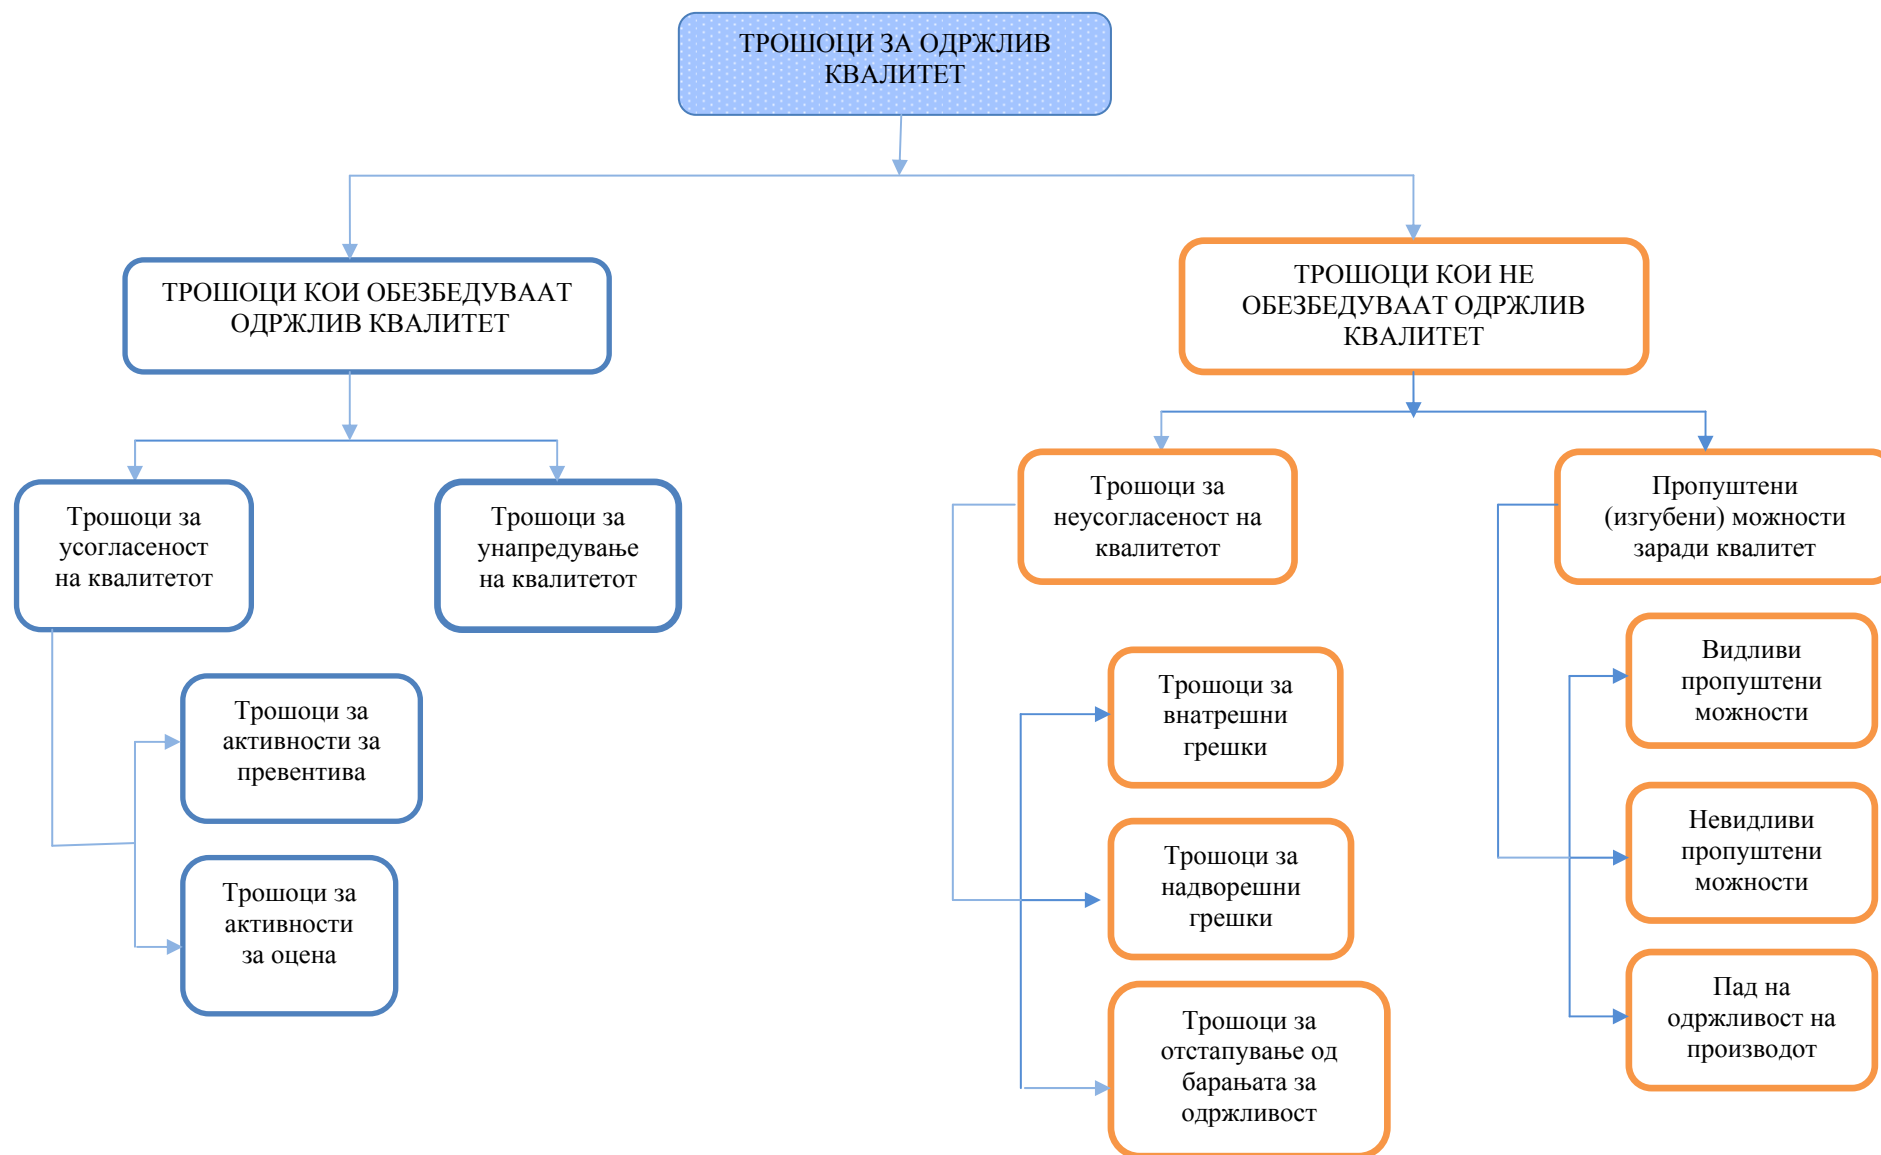 ТРОШОЦИ ЗА ОДРЖЛИВ
КВАЛИТЕТ
ТРОШОЦИ КОИ ОБЕЗБЕДУВААТ
ОДРЖЛИВ КВАЛИТЕТ
ТРОШОЦИ КОИ НЕ
ОБЕЗБЕДУВААТ ОДРЖЛИВ
КВАЛИТЕТ
Трошоци за
усогласеност
на квалитетот
Трошоци за
унапредување
на квалитетот
Трошоци за
неусогласеност на
квалитетот
Пропуштени
(изгубени) можности
заради квалитет
Трошоци за
активности за
превентива
Трошоци за
активности
за оцена
Трошоци за
внатрешни
грешки
Трошоци за
надворешни
грешки
Трошоци за
отстапување од
барањата за
одржливост
Видливи
пропуштени
можности
Невидливи
пропуштени
можности
Пад на
одржливост на
производот